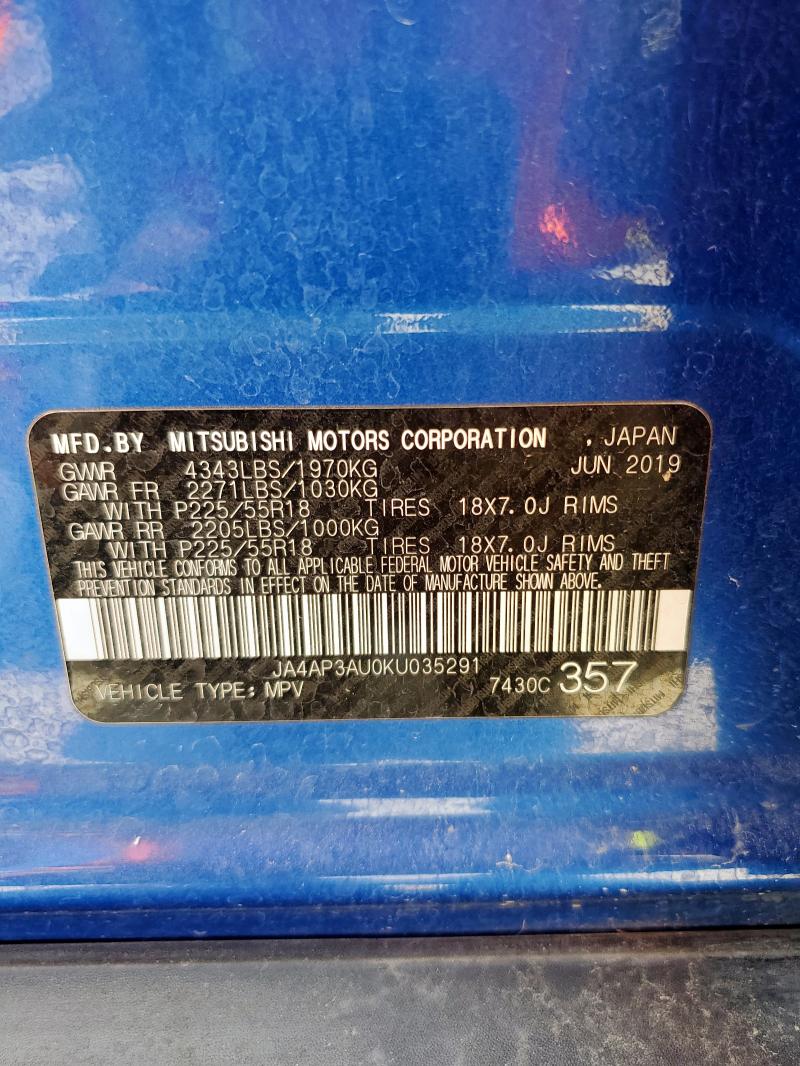 MFD.BY MITSUBISHI MOTORS CORPORATION , JAPAN
GVWR 4343LBS/1970KG JUN 2019
GAWR FR 2271LBS/1030KG
WITH P225/55R18 TIRES 18X7.0J RIMS
GAWR RR 2205LBS/1000KG
WITH P225/55R18 TIRES 18X7.0J RIMS
THIS VEHICLE CONFORMS TO ALL APPLICABLE FEDERAL MOTOR VEHICLE SAFETY AND THEFT
PREVENTION STANDARDS IN EFFECT ON THE DATE OF MANUFACTURE SHOWN ABOVE.
JA4AP3AU0KU035291
VEHICLE TYPE: MPV 7430C 357